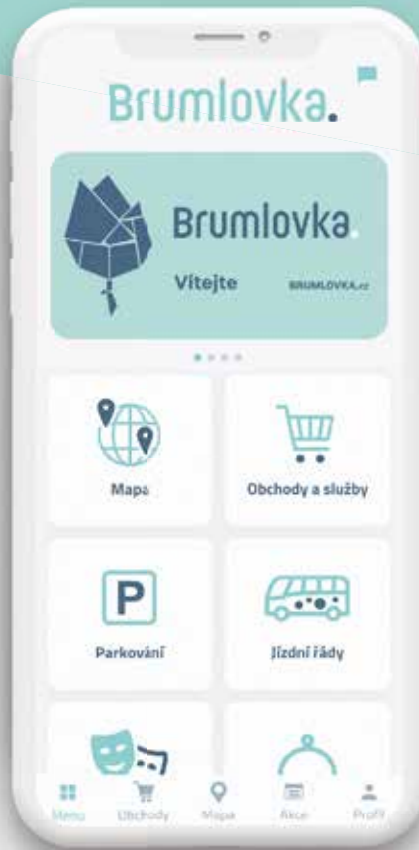 Brumlovka.
Brumlovka.
Vítejte
BRUMLOVKA.cz
Mapa
Obchody a služby
P
Parkování
Jízdní řády
Menu
Obchody
Mapa
Akce
Profil